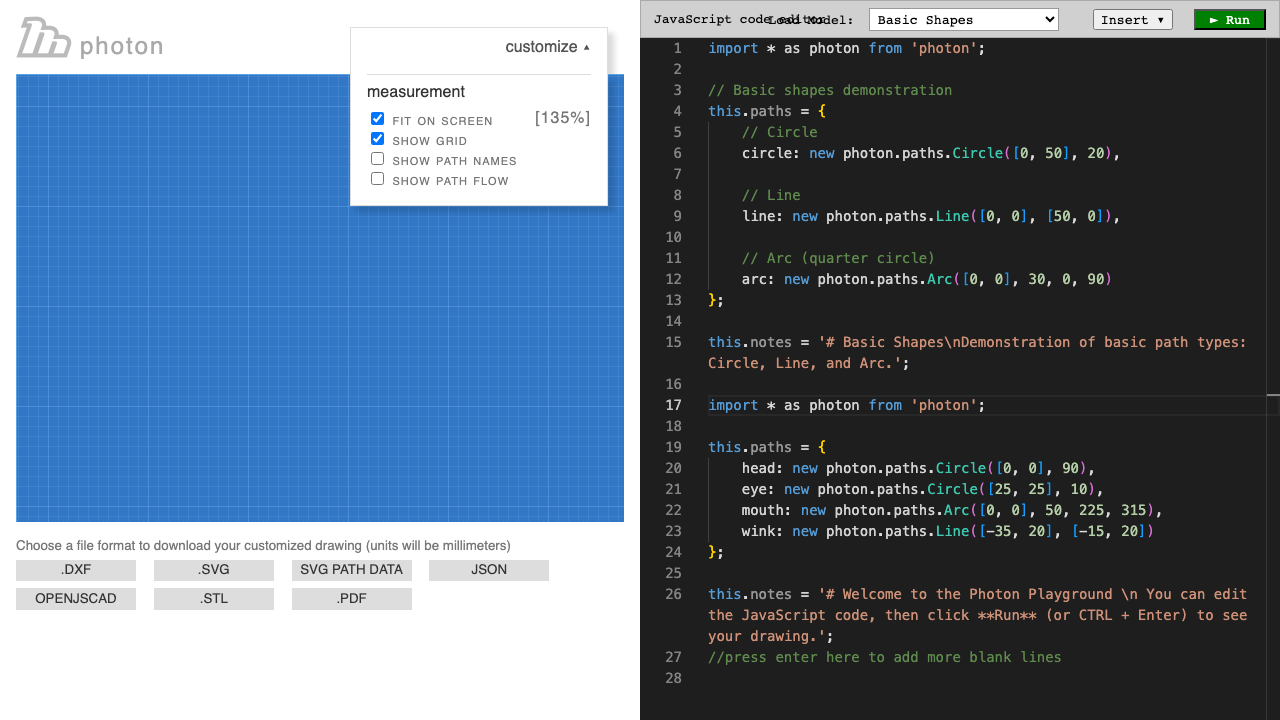 photon
customize ▲
measurement
FIT ON SCREEN [135%]
SHOW GRID
SHOW PATH NAMES
SHOW PATH FLOW
Choose a file format to download your customized drawing (units will be millimeters)
.DXF .SVG SVG PATH DATA JSON
OPENJSCAD .STL .PDF
JavaScript code editor Load Model: Basic Shapes Insert ▾ ► Run
1 import * as photon from 'photon';
2
3 // Basic shapes demonstration
4 this.paths = {
5 // Circle
6 circle: new photon.paths.Circle([0, 50], 20),
7
8 // Line
9 line: new photon.paths.Line([0, 0], [50, 0]),
10
11 // Arc (quarter circle)
12 arc: new photon.paths.Arc([0, 0], 30, 0, 90)
13 };
14
15 this.notes = '# Basic Shapes\nDemonstration of basic path types:
Circle, Line, and Arc.';
16
17 import * as photon from 'photon';
18
19 this.paths = {
20 head: new photon.paths.Circle([0, 0], 90),
21 eye: new photon.paths.Circle([25, 25], 10),
22 mouth: new photon.paths.Arc([0, 0], 50, 225, 315),
23 wink: new photon.paths.Line([-35, 20], [-15, 20])
24 };
25
26 this.notes = '# Welcome to the Photon Playground \n You can edit
the JavaScript code, then click **Run** (or CTRL + Enter) to see
your drawing.';
27 //press enter here to add more blank lines
28